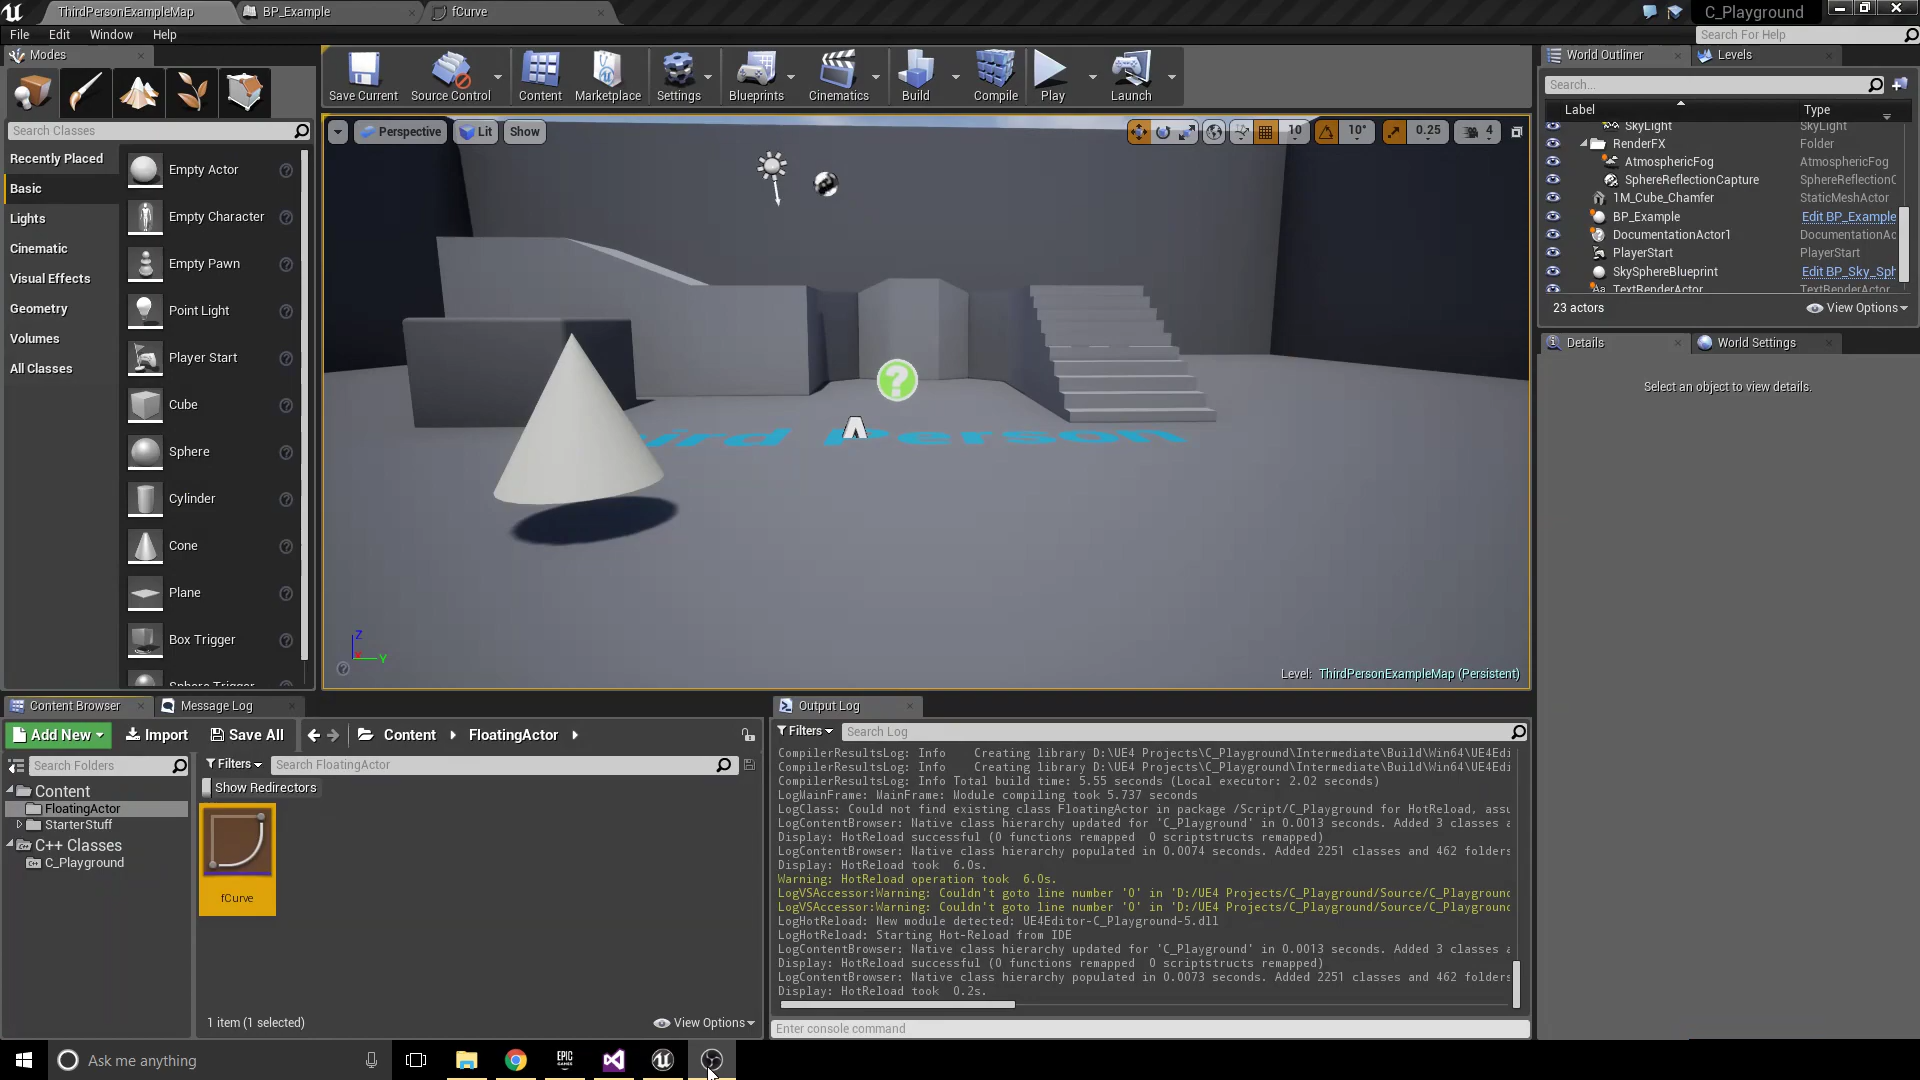 ThirdPersonExampleMap
BP_Example
fCurve
C_Playground
File Edit Window Help
Search For Help
Modes
Save Current
Source Control
Content
Marketplace
Settings
Blueprints
Cinematics
Build
Compile
Play
Launch
World Outliner
Levels
Search...
Label
Type
SkyLight SkyLight
RenderFX Folder
AtmosphericFog AtmosphericFog
SphereReflectionCapture SphereReflectionC
1M_Cube_Chamfer StaticMeshActor
BP_Example Edit BP_Example
DocumentationActor1 DocumentationAc
PlayerStart PlayerStart
SkySphereBlueprint Edit BP_Sky_Sph
TextRenderActor TextRenderActor
23 actors
View Options
Details
World Settings
Select an object to view details.
Search Classes
Recently Placed
Basic
Lights
Cinematic
Visual Effects
Geometry
Volumes
All Classes
Empty Actor
Empty Character
Empty Pawn
Point Light
Player Start
Cube
Sphere
Cylinder
Cone
Plane
Box Trigger
Sphere Trigger
Perspective
Lit
Show
10
10°
0.25
4
ird Person
Z
Y
Level: ThirdPersonExampleMap (Persistent)
Content Browser
Message Log
Add New
Import
Save All
Content
FloatingActor
Search Folders
Filters
Search FloatingActor
Show Redirectors
Content
FloatingActor
StarterStuff
C++ Classes
C_Playground
fCurve
1 item (1 selected)
View Options
Output Log
Filters
Search Log
CompilerResultsLog: Info    Creating library D:\UE4 Projects\C_Playground\Intermediate\Build\Win64\UE4Edi
CompilerResultsLog: Info    Creating library D:\UE4 Projects\C_Playground\Intermediate\Build\Win64\UE4Edi
CompilerResultsLog: Info Total build time: 5.55 seconds (Local executor: 2.02 seconds)
LogMainFrame: MainFrame: Module compiling took 5.737 seconds
LogClass: Could not find existing class FloatingActor in package /Script/C_Playground for HotReload, assu
LogContentBrowser: Native class hierarchy updated for 'C_Playground' in 0.0013 seconds. Added 3 classes a
Display: HotReload successful (0 functions remapped  0 scriptstructs remapped)
LogContentBrowser: Native class hierarchy populated in 0.0074 seconds. Added 2251 classes and 462 folders
Display: HotReload took  6.0s.
Warning: HotReload operation took  6.0s.
LogVSAccessor:Warning: Couldn't goto line number '0' in 'D:/UE4 Projects/C_Playground/Source/C_Playground
LogVSAccessor:Warning: Couldn't goto line number '0' in 'D:/UE4 Projects/C_Playground/Source/C_Playground
LogHotReload: New module detected: UE4Editor-C_Playground-5.dll
LogHotReload: Starting Hot-Reload from IDE
LogContentBrowser: Native class hierarchy updated for 'C_Playground' in 0.0013 seconds. Added 3 classes a
Display: HotReload successful (0 functions remapped  0 scriptstructs remapped)
LogContentBrowser: Native class hierarchy populated in 0.0073 seconds. Added 2251 classes and 462 folders
Display: HotReload took  0.2s.
Enter console command
Ask me anything
EPIC
GAMES